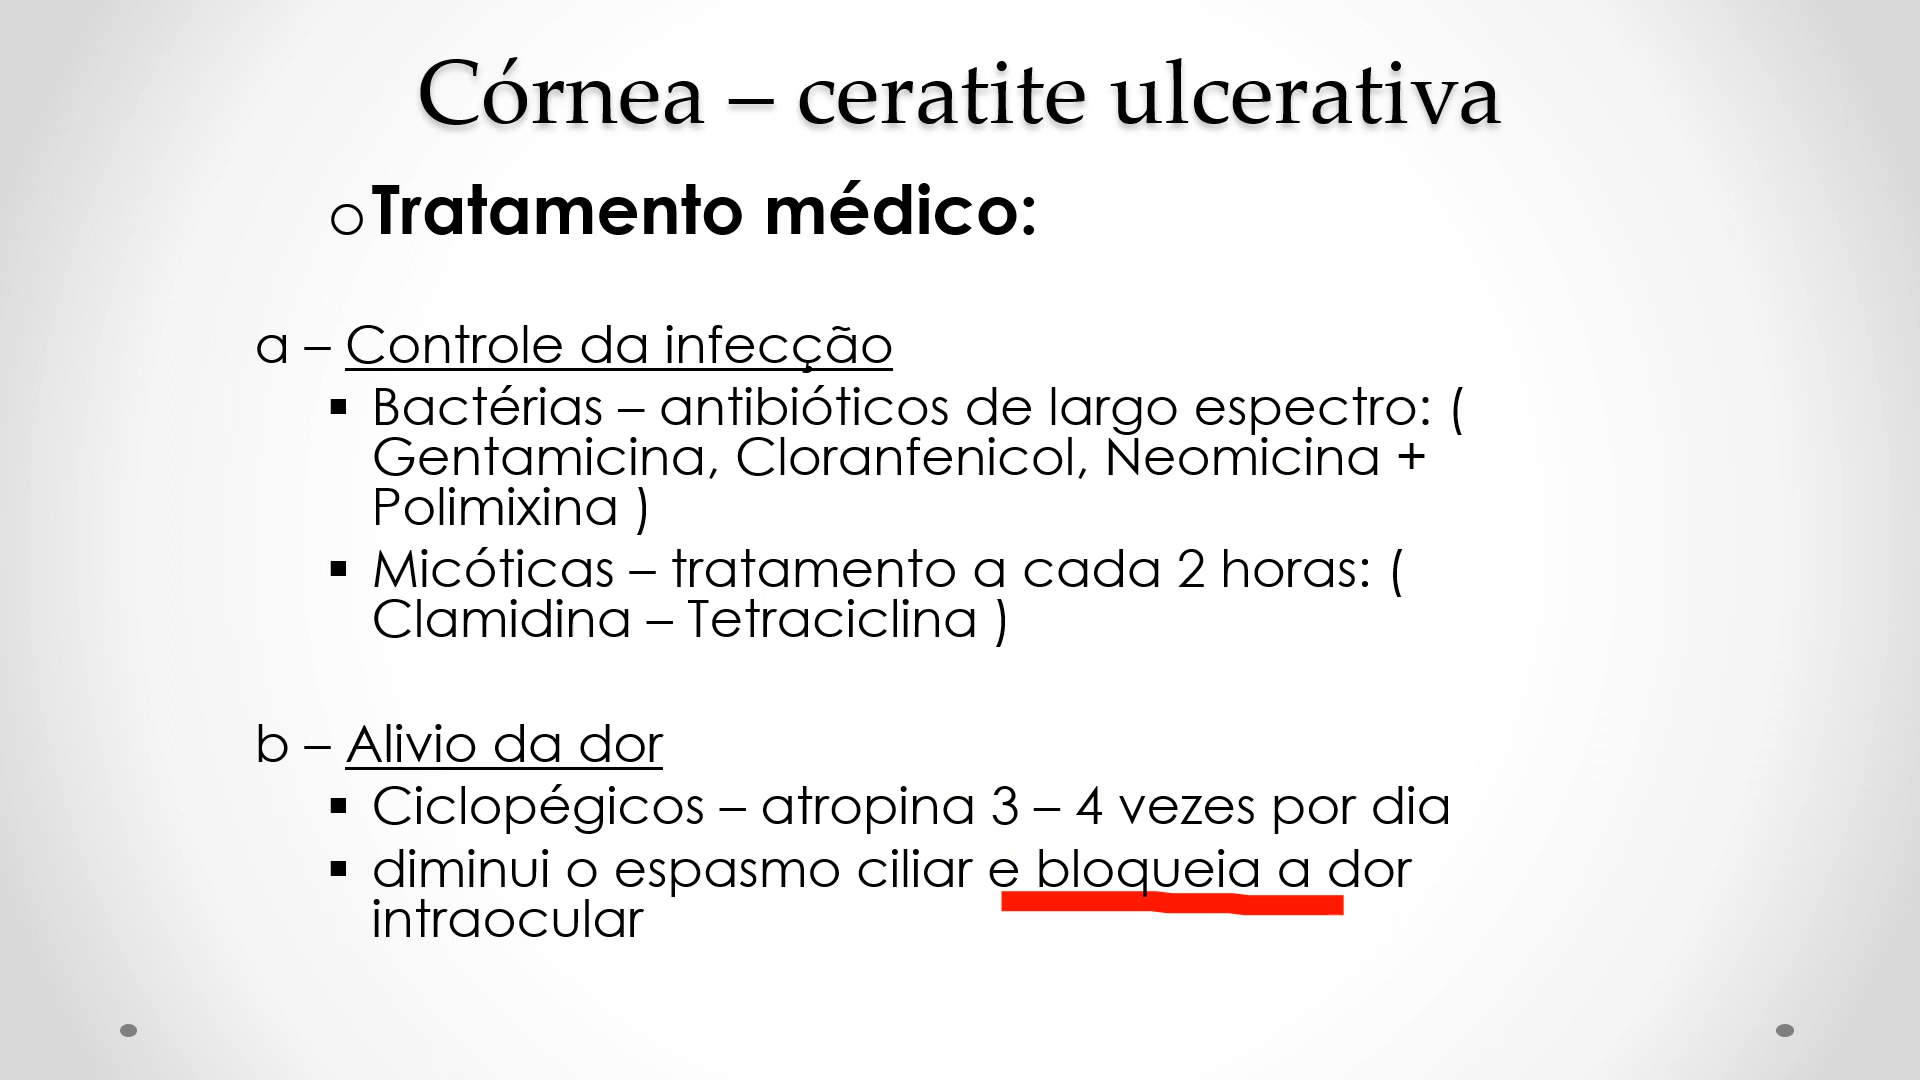 Córnea – ceratite ulcerativa
oTratamento médico:
a – Controle da infecção
▪ Bactérias – antibióticos de largo espectro: (
Gentamicina, Cloranfenicol, Neomicina +
Polimixina )
▪ Micóticas – tratamento a cada 2 horas: (
Clamidina – Tetraciclina )
b – Alivio da dor
▪ Ciclopégicos – atropina 3 – 4 vezes por dia
▪ diminui o espasmo ciliar e bloqueia a dor
intraocular